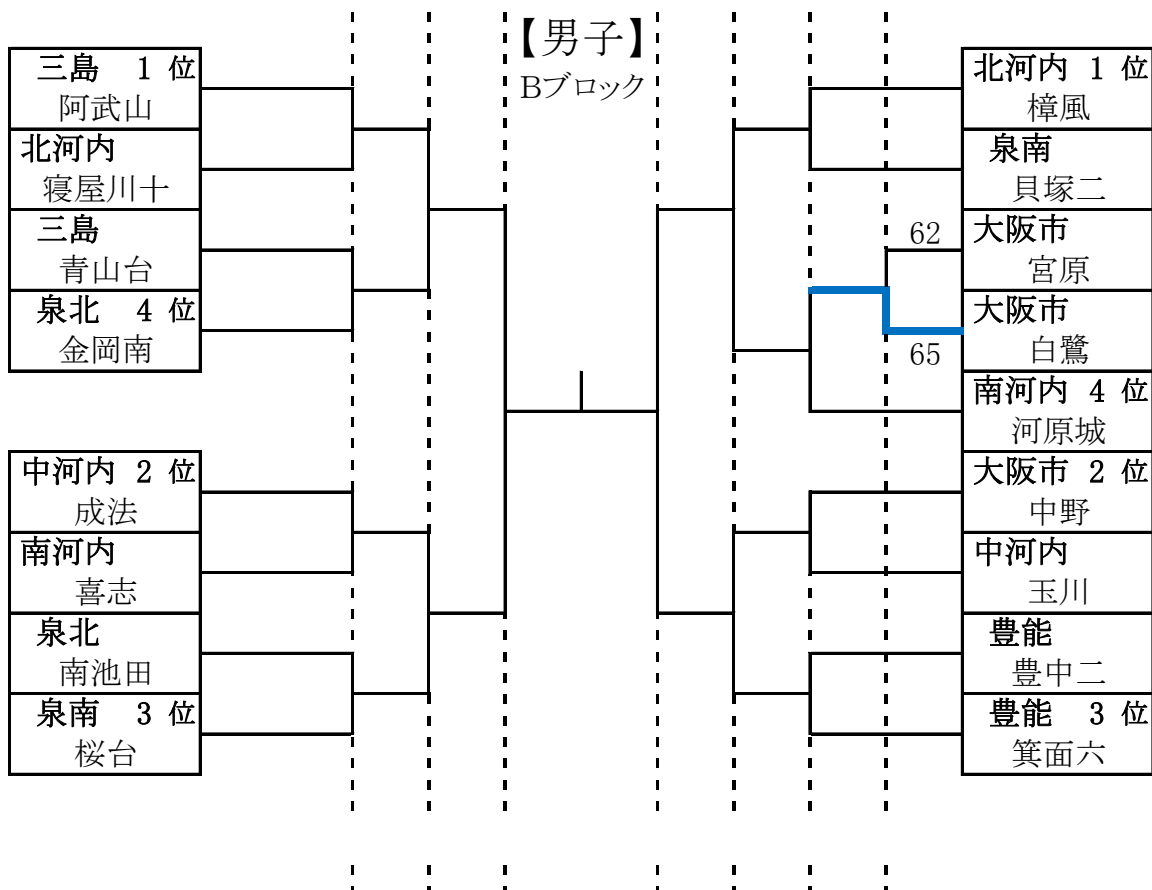 【男子】
Bブロック
三島 1 位
阿武山
北河内
寝屋川十
三島
青山台
泉北 4 位
金岡南
中河内 2 位
成法
南河内
喜志
泉北
南池田
泉南 3 位
桜台
北河内 1 位
樟風
泉南
貝塚二
62
大阪市
宮原
大阪市
白鷺
65
南河内 4 位
河原城
大阪市 2 位
中野
中河内
玉川
豊能
豊中二
豊能 3 位
箕面六